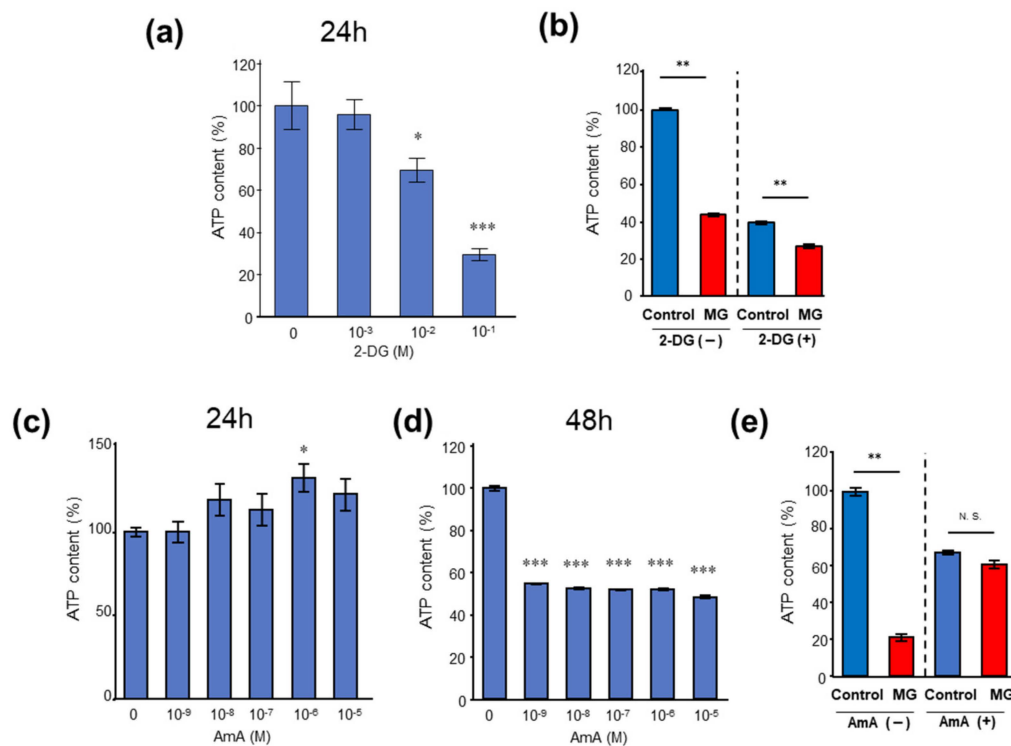 (a) 24h
ATP content (%)
120
100
80
60
40
20
0
*
***
0 10-3 10-2 10-1
2-DG (M)
(b)
ATP content (%)
120
100
80
60
40
20
0
**
**
Control MG Control MG
2-DG (−) 2-DG (+)
(c) 24h
ATP content (%)
150
100
50
0
*
0 10-9 10-8 10-7 10-6 10-5
AmA (M)
(d) 48h
ATP content (%)
120
100
80
60
40
20
0
*** *** *** *** ***
0 10-9 10-8 10-7 10-6 10-5
AmA (M)
(e)
ATP content (%)
120
100
80
60
40
20
0
**
N. S.
Control MG Control MG
AmA (−) AmA (+)